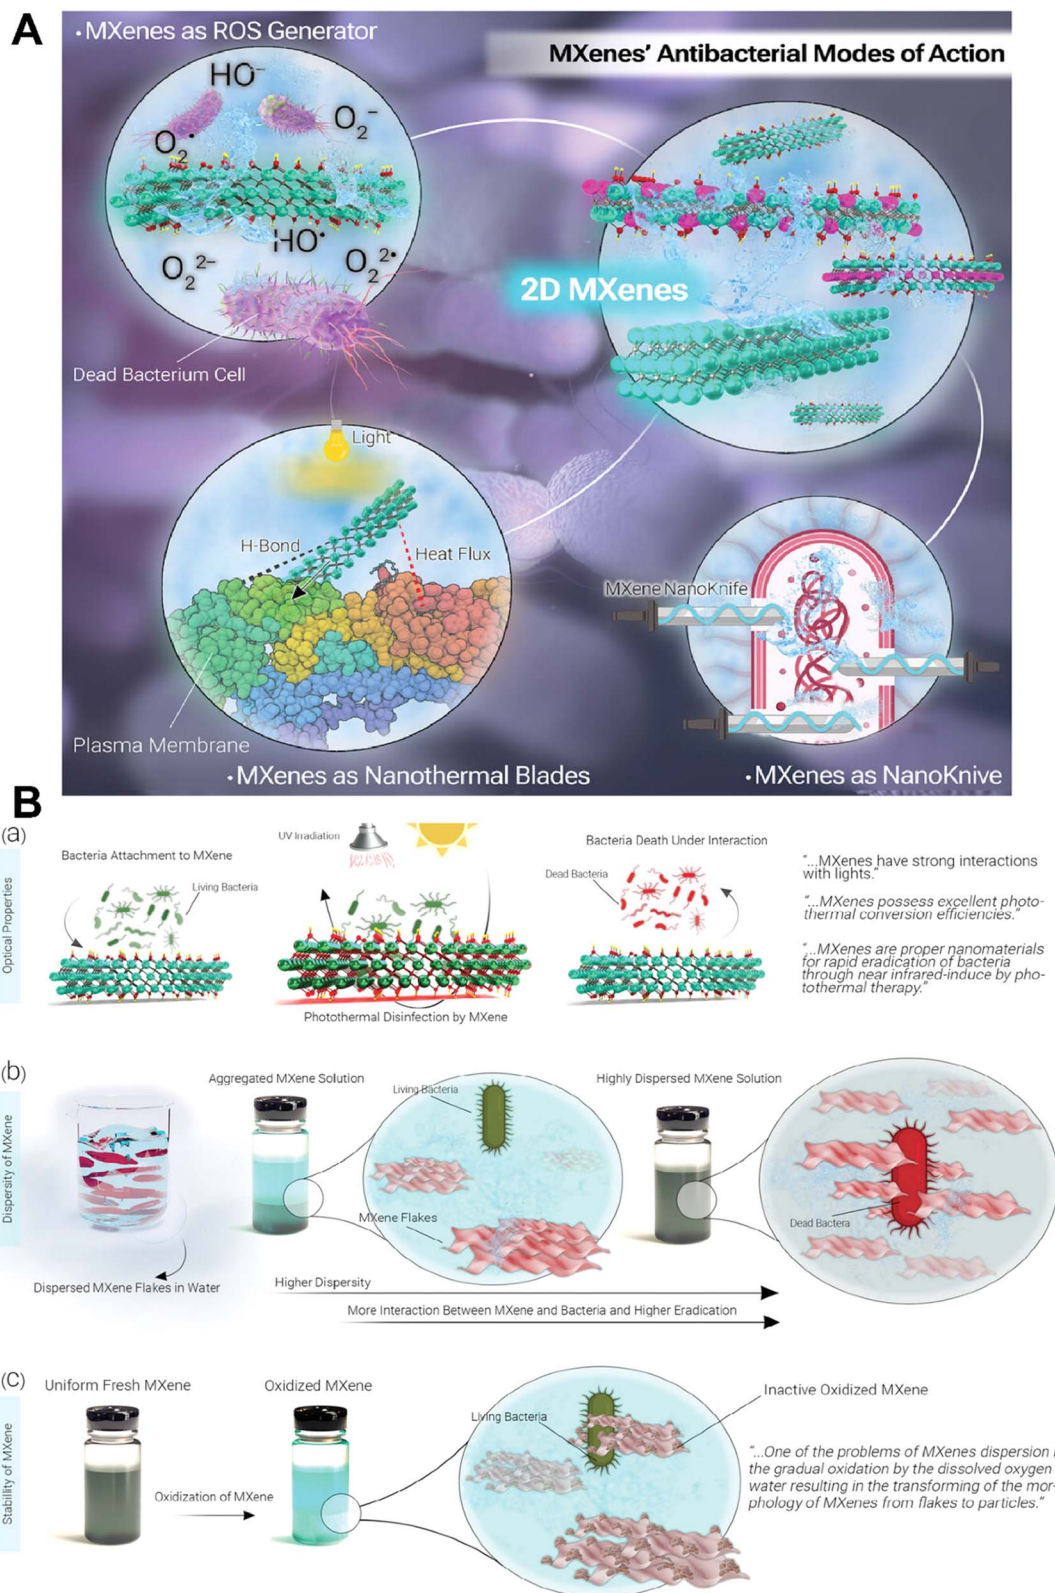 A
• MXenes as ROS Generator
MXenes' Antibacterial Modes of Action
HO⁻
O₂⁻
O₂•
HO•
O₂²⁻
O₂²•
2D MXenes
Dead Bacterium Cell
Light
H-Bond
Heat Flux
MXene NanoKnife
Plasma Membrane
• MXenes as Nanothermal Blades
• MXenes as NanoKnive
B
(a)
Optical Properties
Bacteria Attachment to MXene
Living Bacteria
UV Irradiation
Photothermal Disinfection by MXene
Bacteria Death Under Interaction
Dead Bacteria
"...MXenes have strong interactions
with lights."
"...MXenes possess excellent photo-
thermal conversion efficiencies."
"...MXenes are proper nanomaterials
for rapid eradication of bacteria
through near infrared-induce by pho-
tothermal therapy."
(b)
Dispersity of MXene
Aggregated MXene Solution
Living Bacteria
Highly Dispersed MXene Solution
MXene Flakes
Dead Bactera
Dispersed MXene Flakes in Water
Higher Dispersity
More Interaction Between MXene and Bacteria and Higher Eradication
(c)
Stability of MXene
Uniform Fresh MXene
Oxidized MXene
Oxidization of MXene
Living Bacteria
Inactive Oxidized MXene
"...One of the problems of MXenes dispersion
the gradual oxidation by the dissolved oxygen
water resulting in the transforming of the mor-
phology of MXenes from flakes to particles."